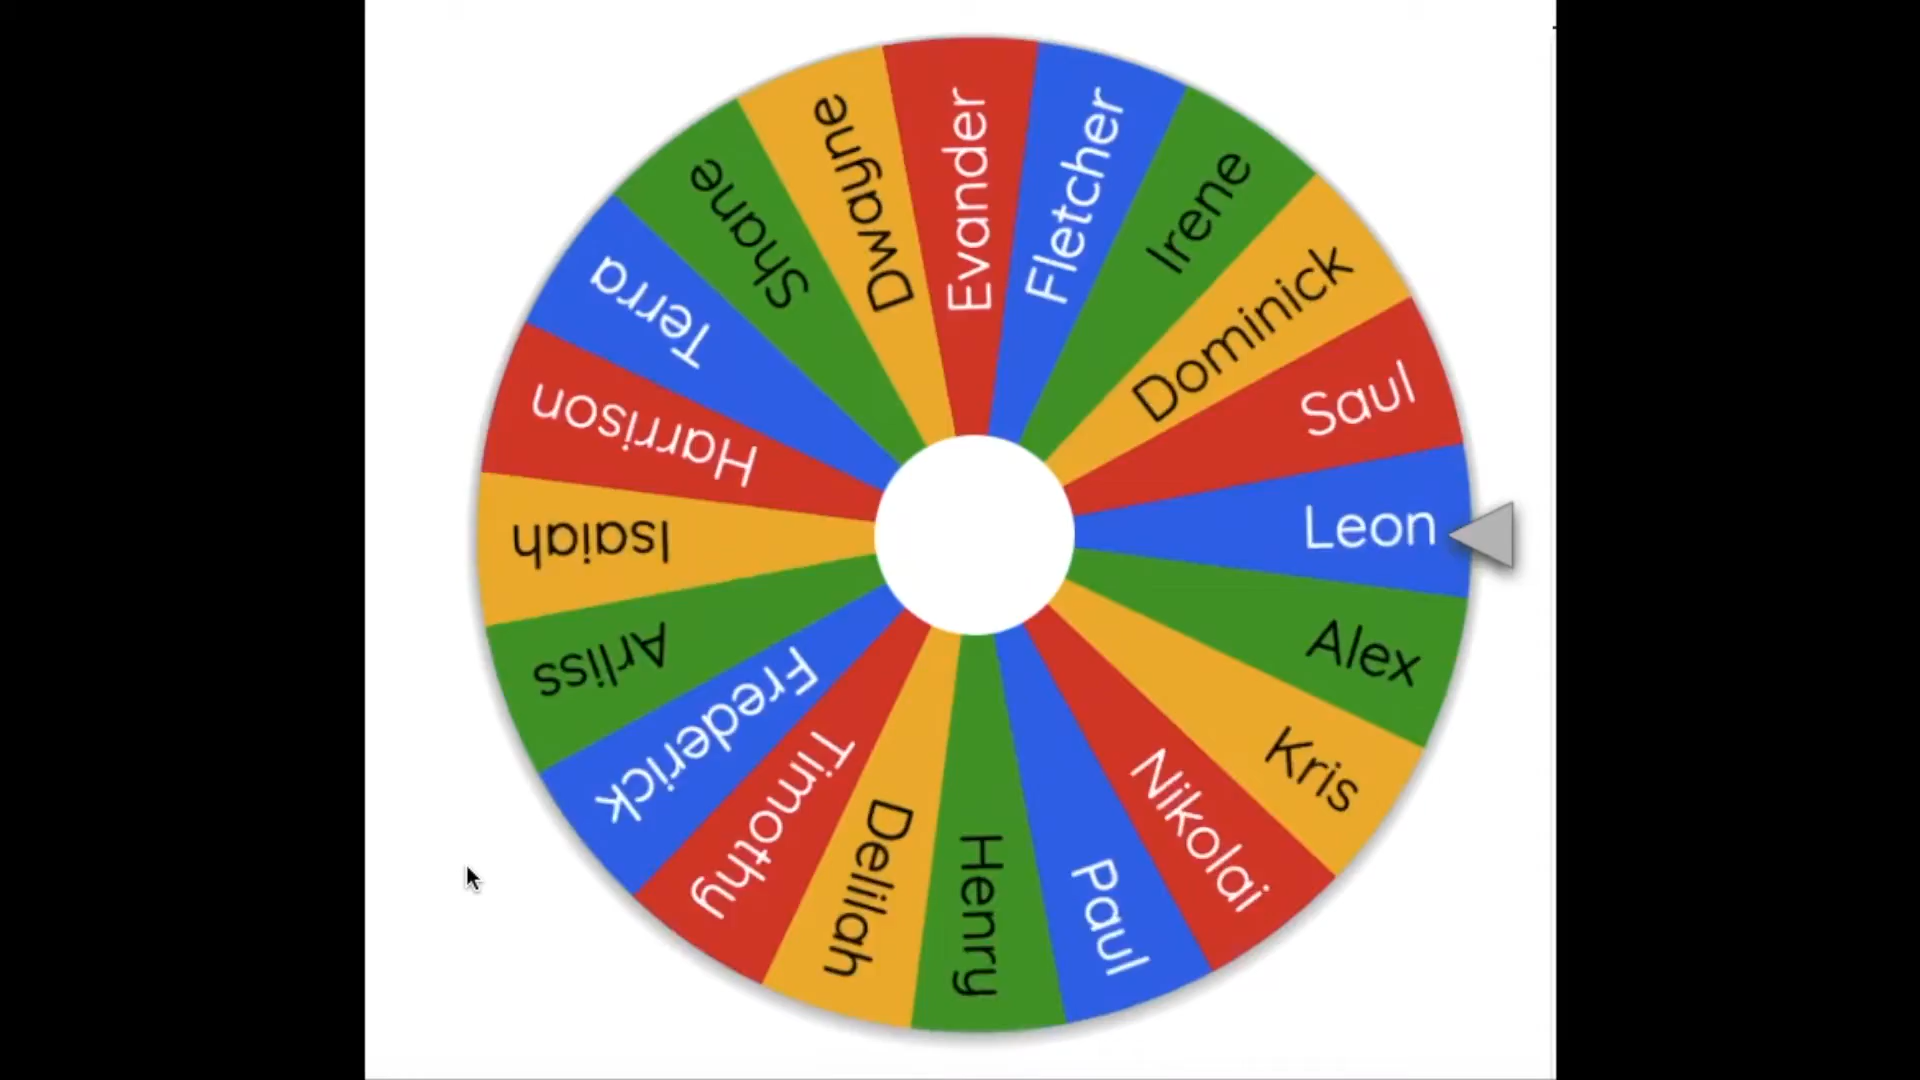 Evander
Fletcher
Irene
Dominick
Saul
Leon
Alex
Kris
Nikolai
Paul
Henry
Delilah
Timothy
Frederick
Arliss
Isaiah
Harrison
Terra
Shane
Dwayne